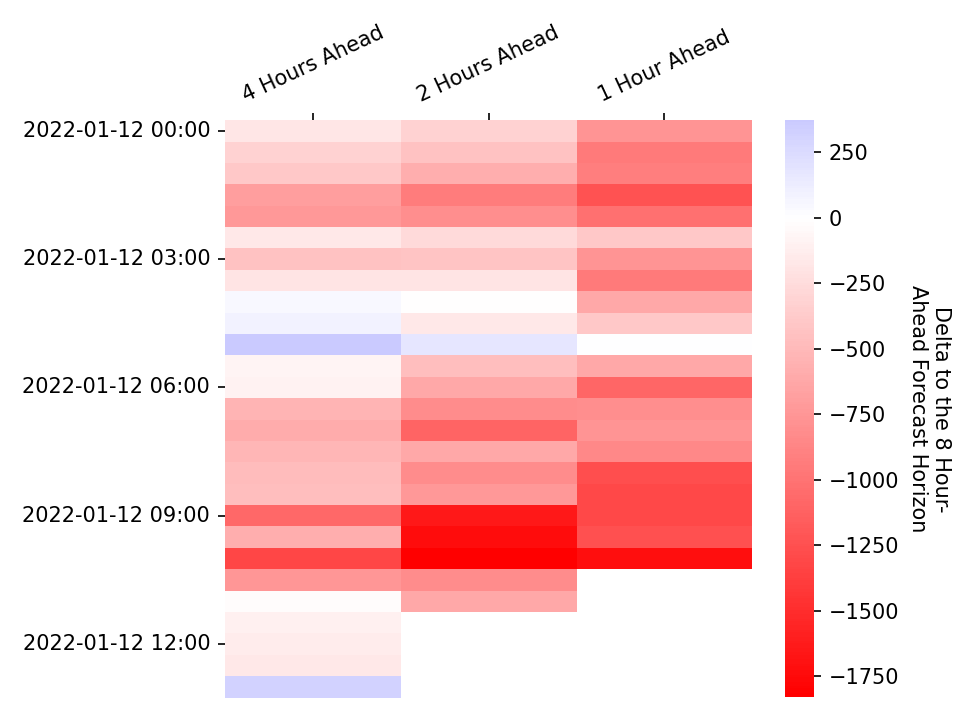 4 Hours Ahead
2 Hours Ahead
1 Hour Ahead
2022-01-12 00:00
2022-01-12 03:00
2022-01-12 06:00
2022-01-12 09:00
2022-01-12 12:00
250
0
−250
−500
−750
−1000
−1250
−1500
−1750
Delta to the 8 Hour-
Ahead Forecast Horizon